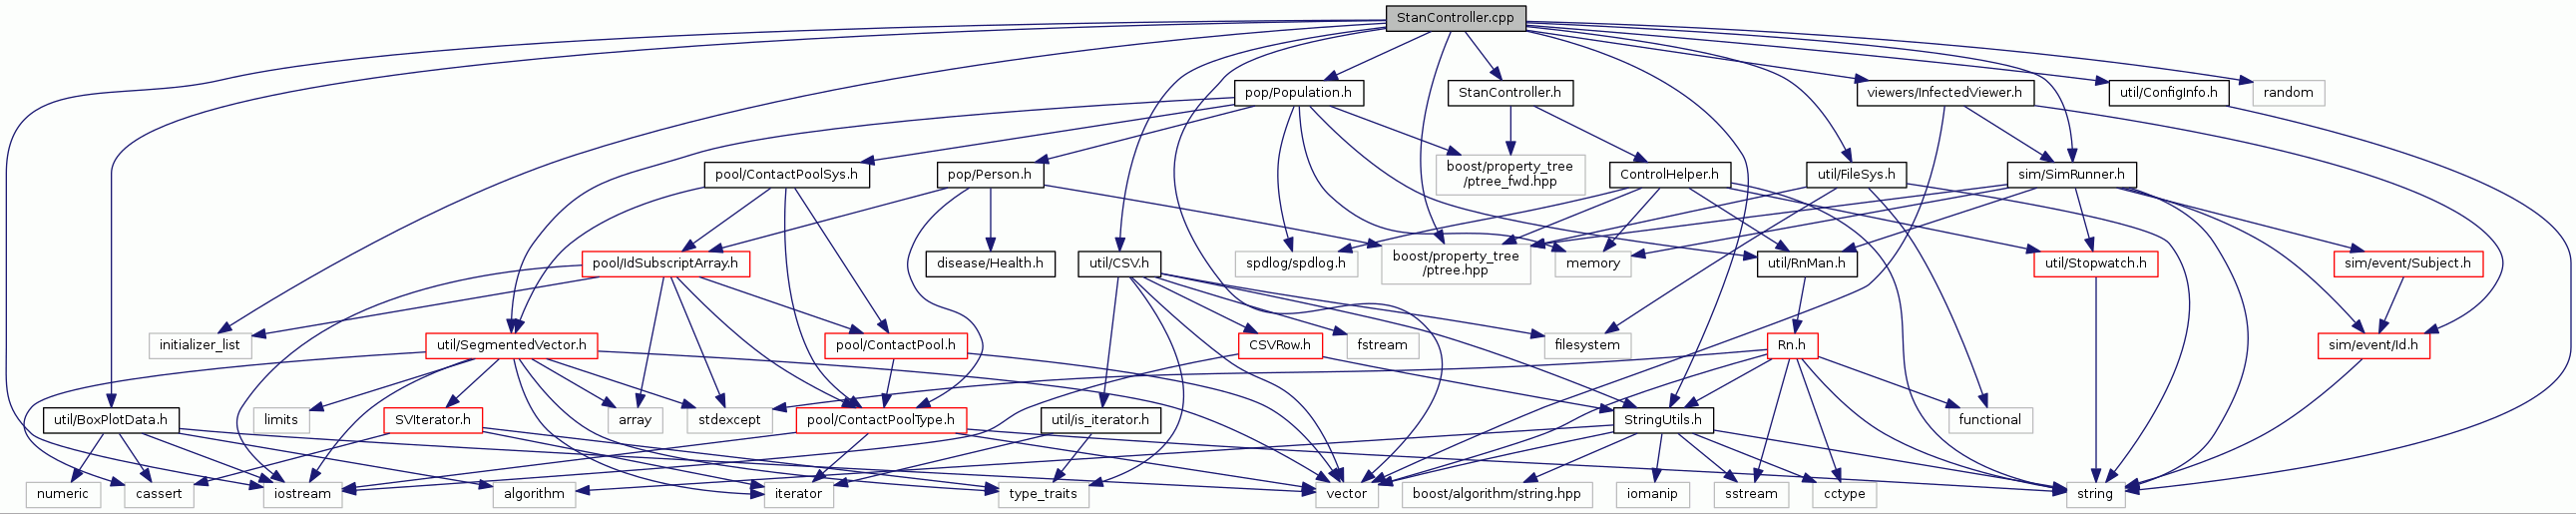 StanController.cpp
pop/Population.h
StanController.h
viewers/InfectedViewer.h
util/ConfigInfo.h
random
boost/property_tree
/ptree_fwd.hpp
pool/ContactPoolSys.h
pop/Person.h
ControlHelper.h
util/FileSys.h
sim/SimRunner.h
pool/IdSubscriptArray.h
disease/Health.h
util/CSV.h
spdlog/spdlog.h
boost/property_tree
/ptree.hpp
memory
util/RnMan.h
util/Stopwatch.h
sim/event/Subject.h
initializer_list
util/SegmentedVector.h
pool/ContactPool.h
CSVRow.h
fstream
filesystem
Rn.h
sim/event/Id.h
util/BoxPlotData.h
limits
SVIterator.h
array
stdexcept
pool/ContactPoolType.h
util/is_iterator.h
StringUtils.h
functional
numeric
cassert
iostream
algorithm
iterator
type_traits
vector
boost/algorithm/string.hpp
iomanip
sstream
cctype
string